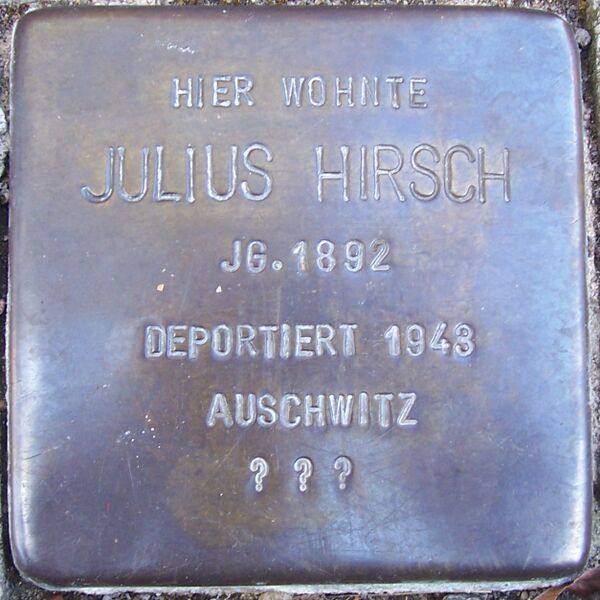 HIER WOHNTE
JULIUS HIRSCH
JG. 1892
DEPORTIERT 1943
AUSCHWITZ
? ? ?